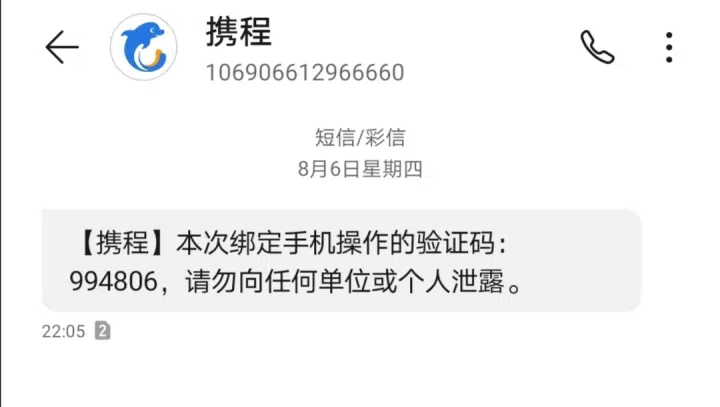 携程
106906612966660
短信/彩信
8月6日星期四
【携程】本次绑定手机操作的验证码：
994806，请勿向任何单位或个人泄露。
22:05 2